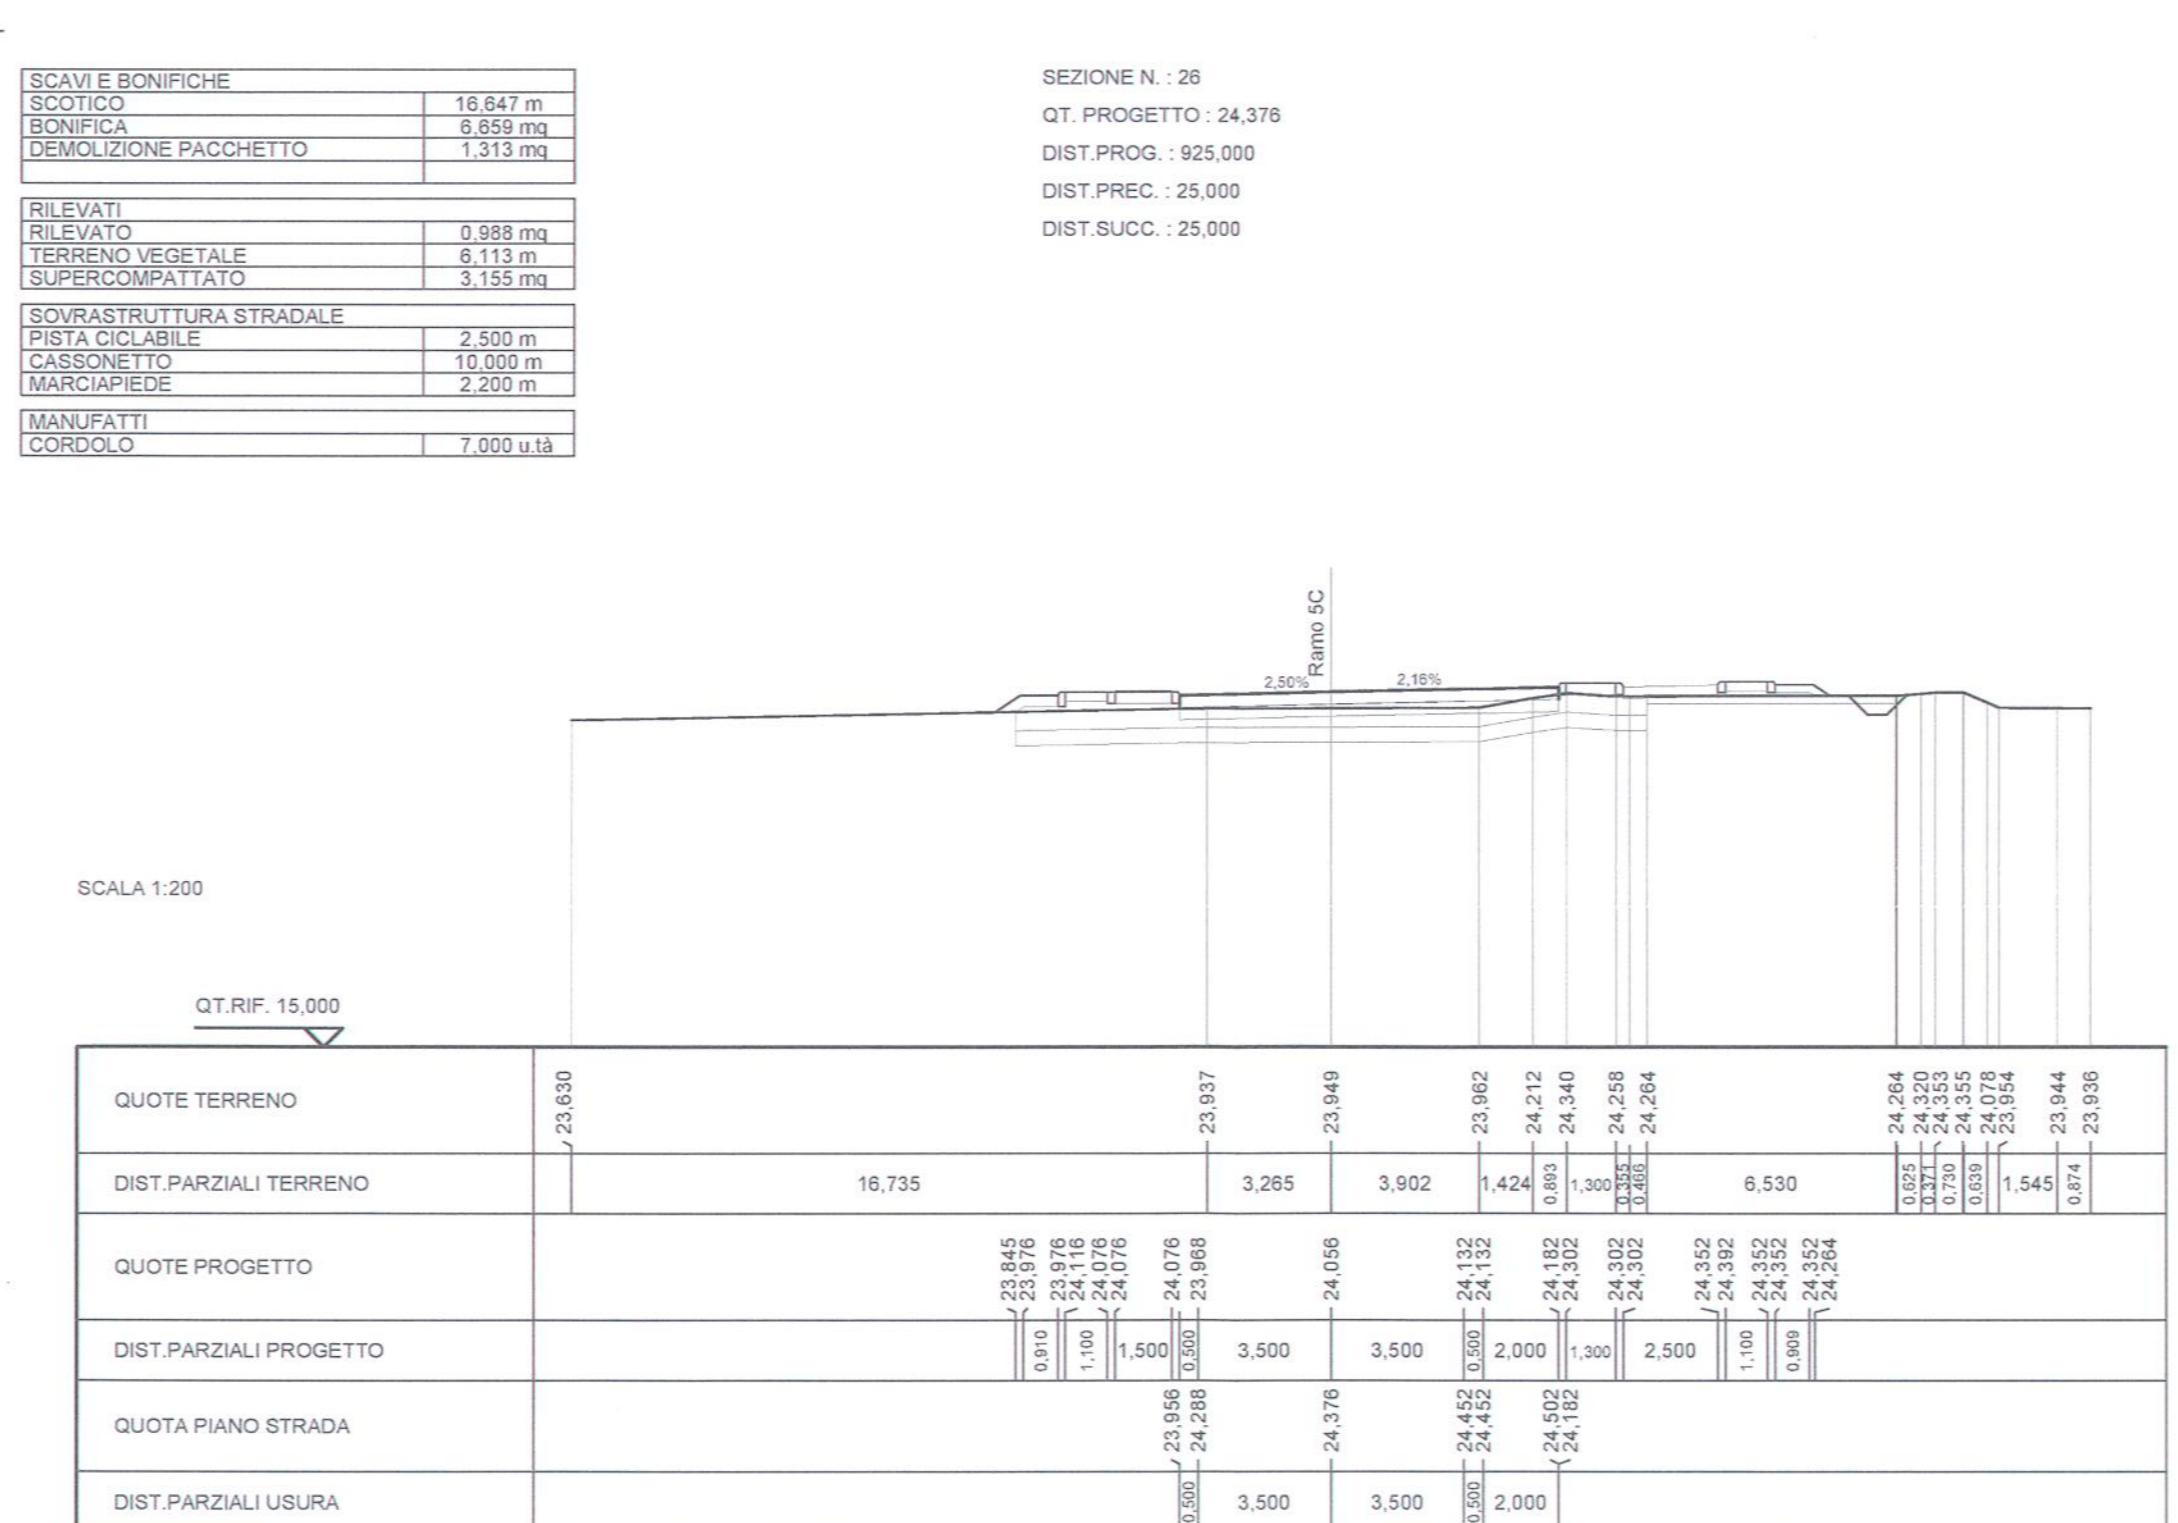 SCAVI E BONIFICHE
SCOTICO 16,647 m
BONIFICA 6,659 mq
DEMOLIZIONE PACCHETTO 1,313 mq
RILEVATI
RILEVATO 0,988 mq
TERRENO VEGETALE 6,113 m
SUPERCOMPATTATO 3,155 mq
SOVRASTRUTTURA STRADALE
PISTA CICLABILE 2,500 m
CASSONETTO 10,000 m
MARCIAPIEDE 2,200 m
MANUFATTI
CORDOLO 7,000 u.tà
SEZIONE N. : 26
QT. PROGETTO : 24,376
DIST.PROG. : 925,000
DIST.PREC. : 25,000
DIST.SUCC. : 25,000
Ramo 5C
2,50% 2,16%
SCALA 1:200
QT.RIF. 15,000
QUOTE TERRENO 23,630 23,937 23,949 23,962 24,212 24,340 24,258 24,264 24,264 24,320 24,353 24,355 24,078 23,954 23,944 23,936
DIST.PARZIALI TERRENO 16,735 3,265 3,902 1,424 0,893 1,300 0,355 0,466 6,530 0,625 0,371 0,730 0,639 1,545 0,874
QUOTE PROGETTO 23,845 23,976 23,976 24,116 24,076 24,076 24,076 23,968 24,056 24,132 24,132 24,182 24,302 24,302 24,302 24,352 24,392 24,352 24,352 24,352 24,264
DIST.PARZIALI PROGETTO 0,910 1,100 1,500 0,500 3,500 3,500 0,500 2,000 1,300 2,500 1,100 0,909
QUOTA PIANO STRADA 23,956 24,288 24,376 24,452 24,452 24,502 24,182
DIST.PARZIALI USURA 0,500 3,500 3,500 0,500 2,000